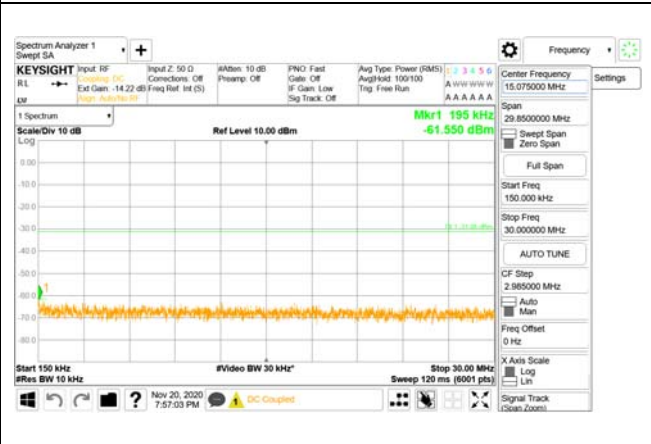 Spectrum Analyzer 1
Swept SA
Frequency
KEYSIGHT
RL
Input: RF
Coupling: DC
Ext Gain: -14.22 dB
Align: Auto/No RF
Input Z: 50 Ω
Corrections: Off
Freq Ref: Int (S)
#Atten: 10 dB
Preamp: Off
PNO: Fast
Gate: Off
IF Gain: Low
Sig Track: Off
Avg Type: Power (RMS)
Avg|Hold: 100/100
Trig: Free Run
1 2 3 4 5 6
A W W W W W
A A A A A A
1 Spectrum
Scale/Div 10 dB
Log
Ref Level 10.00 dBm
Mkr1 195 kHz
-61.550 dBm
0.00
-10.0
-20.0
-30.0
-40.0
-50.0
-60.0
-70.0
-80.0
1
Start 150 kHz
#Res BW 10 kHz
#Video BW 30 kHz*
Stop 30.00 MHz
Sweep 120 ms (6001 pts)
Nov 20, 2020
7:57:03 PM
DC Coupled
Center Frequency
15.075000 MHz
Settings
Span
29.8500000 MHz
Swept Span
Zero Span
Full Span
Start Freq
150.000 kHz
Stop Freq
30.000000 MHz
AUTO TUNE
CF Step
2.985000 MHz
Auto
Man
Freq Offset
0 Hz
X Axis Scale
Log
Lin
Signal Track
(Span Zoom)